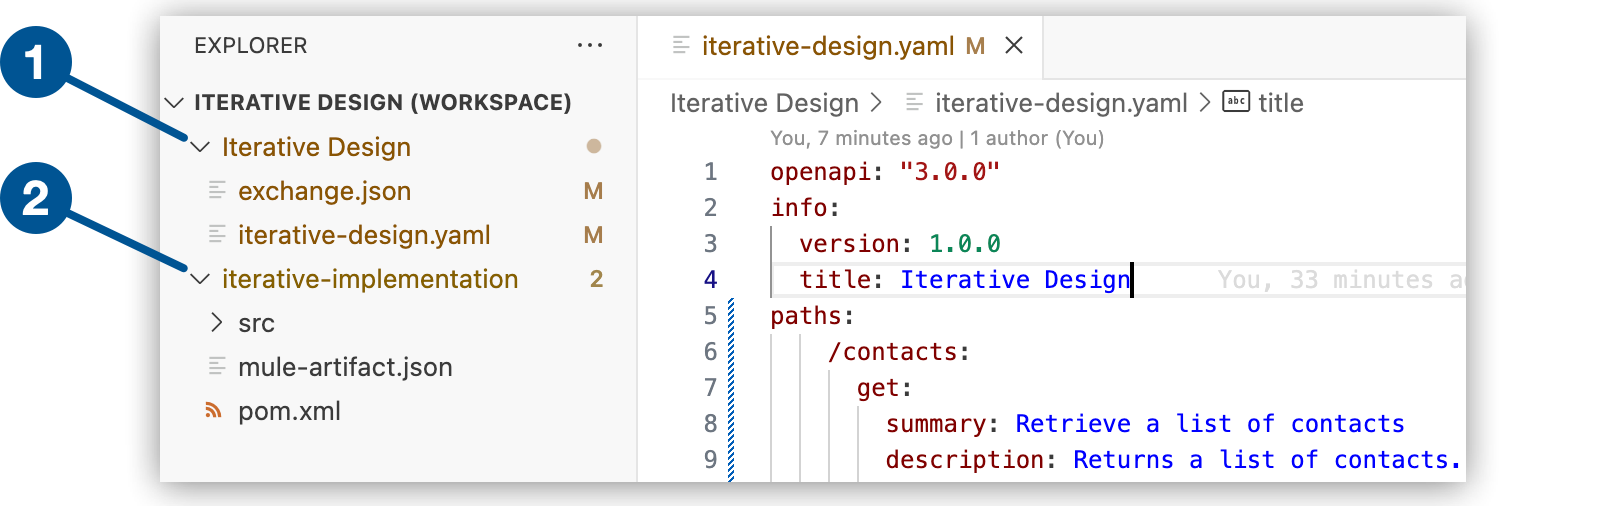 1
2
EXPLORER ...
ITERATIVE DESIGN (WORKSPACE)
Iterative Design
exchange.json M
iterative-design.yaml M
iterative-implementation 2
src
mule-artifact.json
pom.xml
iterative-design.yaml M
Iterative Design > iterative-design.yaml > abc title
You, 7 minutes ago | 1 author (You)
1 openapi: "3.0.0"
2 info:
3 version: 1.0.0
4 title: Iterative Design You, 33 minutes a
5 paths:
6 /contacts:
7 get:
8 summary: Retrieve a list of contacts
9 description: Returns a list of contacts.